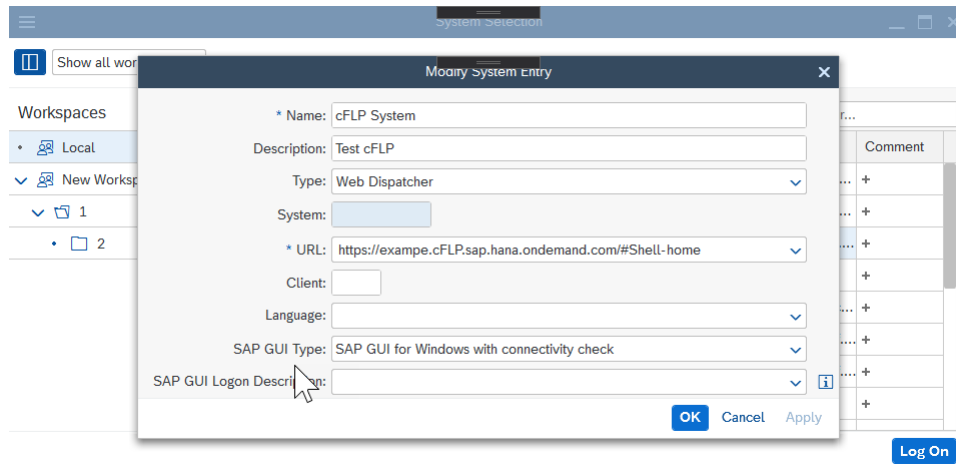 System Selection
Show all wor
Modify System Entry
Workspaces
* Name: cFLP System
r...
Description: Test cFLP
Comment
Local
Type: Web Dispatcher
New Worksp
... +
System:
1
... +
* URL: https://exampe.cFLP.sap.hana.ondemand.com/#Shell-home
2
.... +
Client:
+
Language:
... +
SAP GUI Type: SAP GUI for Windows with connectivity check
.... +
SAP GUI Logon Description:
.... +
+
OK Cancel Apply
Log On